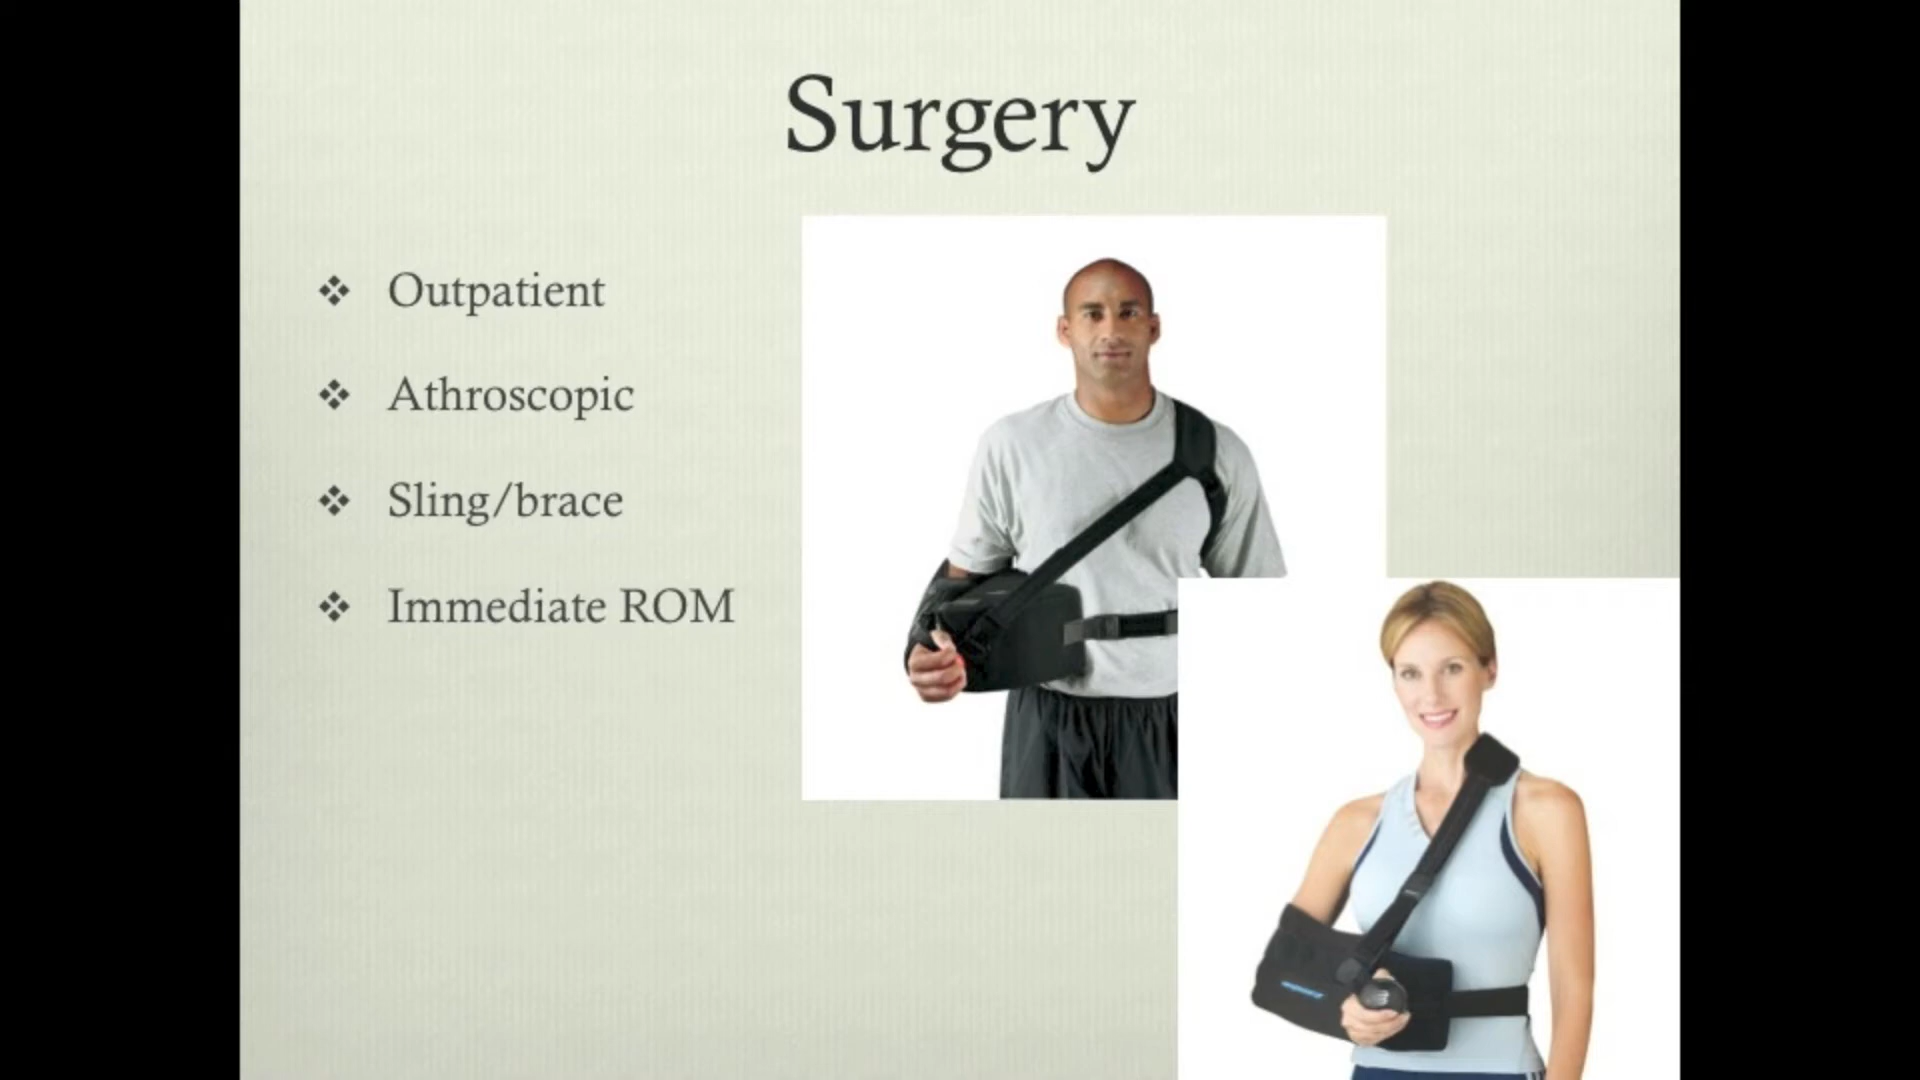 Surgery
Outpatient
Athroscopic
Sling/brace
Immediate ROM